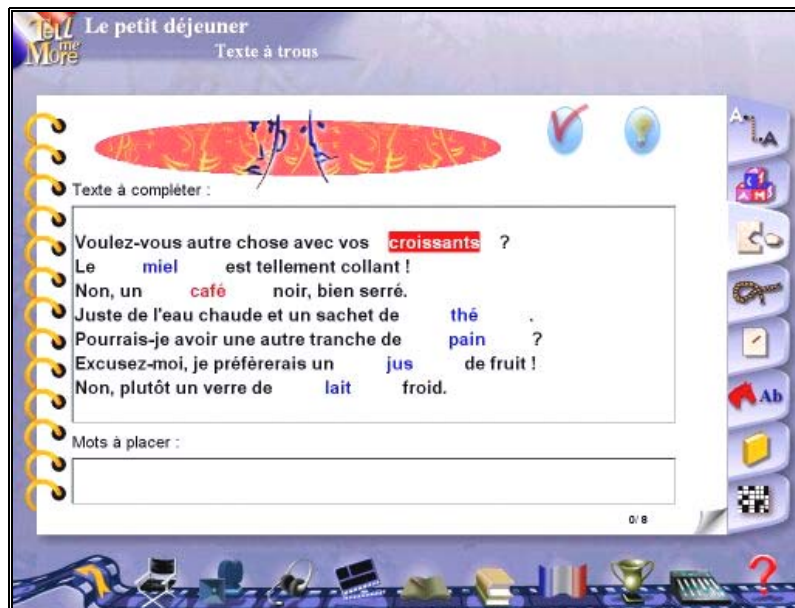 Tell me More
Le petit déjeuner
Texte à trous
Texte à compléter :
Voulez-vous autre chose avec vos croissants ?
Le miel est tellement collant !
Non, un café noir, bien serré.
Juste de l'eau chaude et un sachet de thé .
Pourrais-je avoir une autre tranche de pain ?
Excusez-moi, je préfèrerais un jus de fruit !
Non, plutôt un verre de lait froid.
Mots à placer :
0/ 8
A A
Ab
?